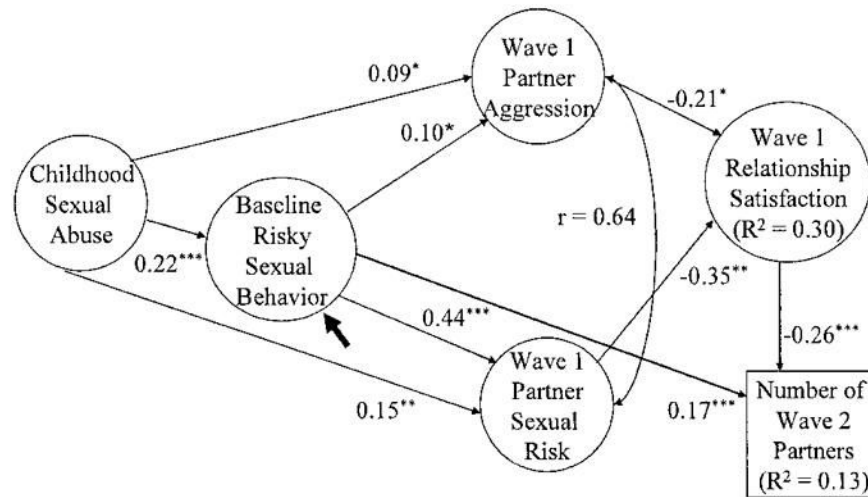 Wave 1
Partner
Aggression
0.09*
-0.21*
0.10*
Wave 1
Relationship
Satisfaction
(R² = 0.30)
Childhood
Sexual
Abuse
Baseline
Risky
Sexual
Behavior
r = 0.64
0.22***
-0.35**
0.44***
-0.26***
Wave 1
Partner
Sexual
Risk
0.15**
0.17***
Number of
Wave 2
Partners
(R² = 0.13)